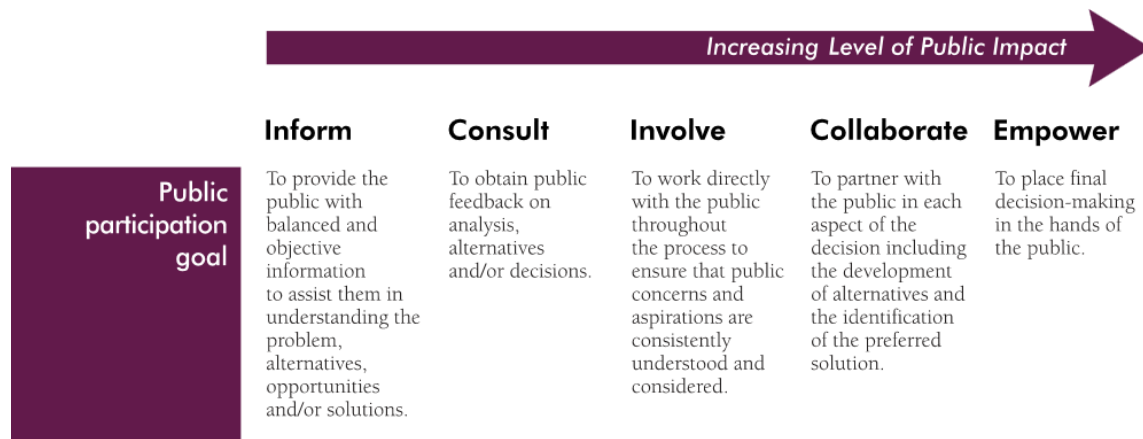 Increasing Level of Public Impact
Inform
Consult
Involve
Collaborate
Empower
Public
participation
goal
To provide the
public with
balanced and
objective
information
to assist them in
understanding the
problem,
alternatives,
opportunities
and/or solutions.
To obtain public
feedback on
analysis,
alternatives
and/or decisions.
To work directly
with the public
throughout
the process to
ensure that public
concerns and
aspirations are
consistently
understood and
considered.
To partner with
the public in each
aspect of the
decision including
the development
of alternatives and
the identification
of the preferred
solution.
To place final
decision-making
in the hands of
the public.